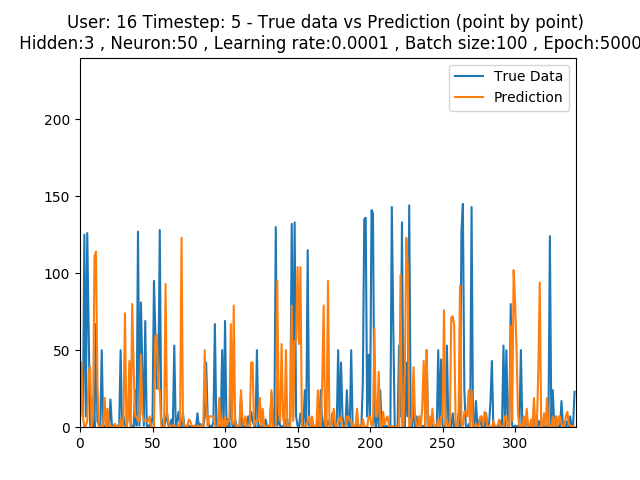 User: 16 Timestep: 5 - True data vs Prediction (point by point)
Hidden:3 , Neuron:50 , Learning rate:0.0001 , Batch size:100 , Epoch:5000
True Data
Prediction
200
150
100
50
0
0 50 100 150 200 250 300